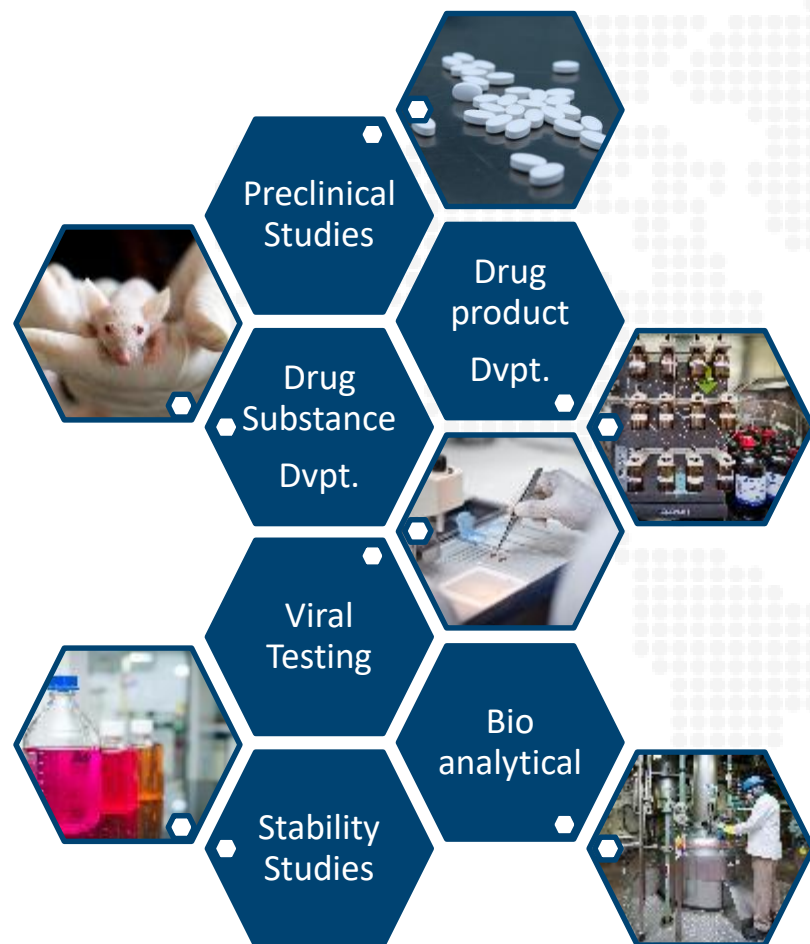 Preclinical
Studies
Drug
product
Dvpt.
Drug
Substance
Dvpt.
Viral
Testing
Bio
analytical
Stability
Studies